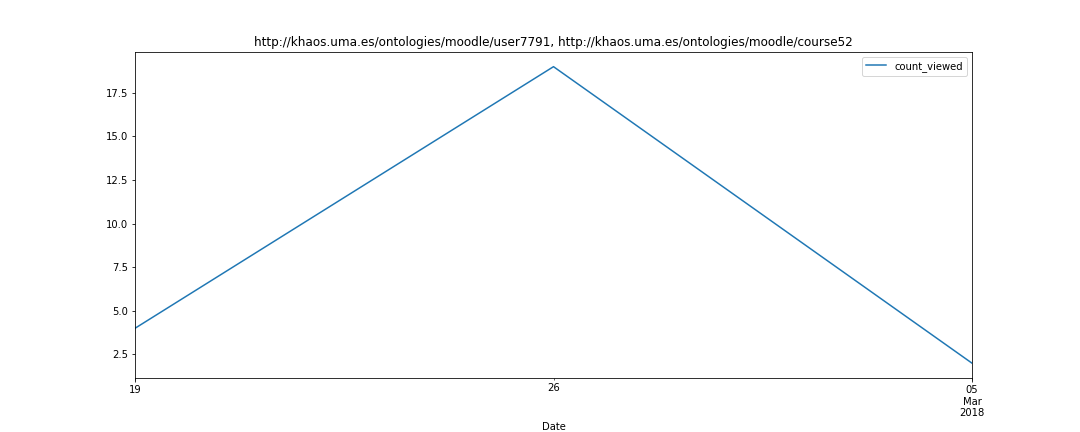 http://khaos.uma.es/ontologies/moodle/user7791, http://khaos.uma.es/ontologies/moodle/course52
count_viewed
17.5
15.0
12.5
10.0
7.5
5.0
2.5
19
26
05
Mar
2018
Date